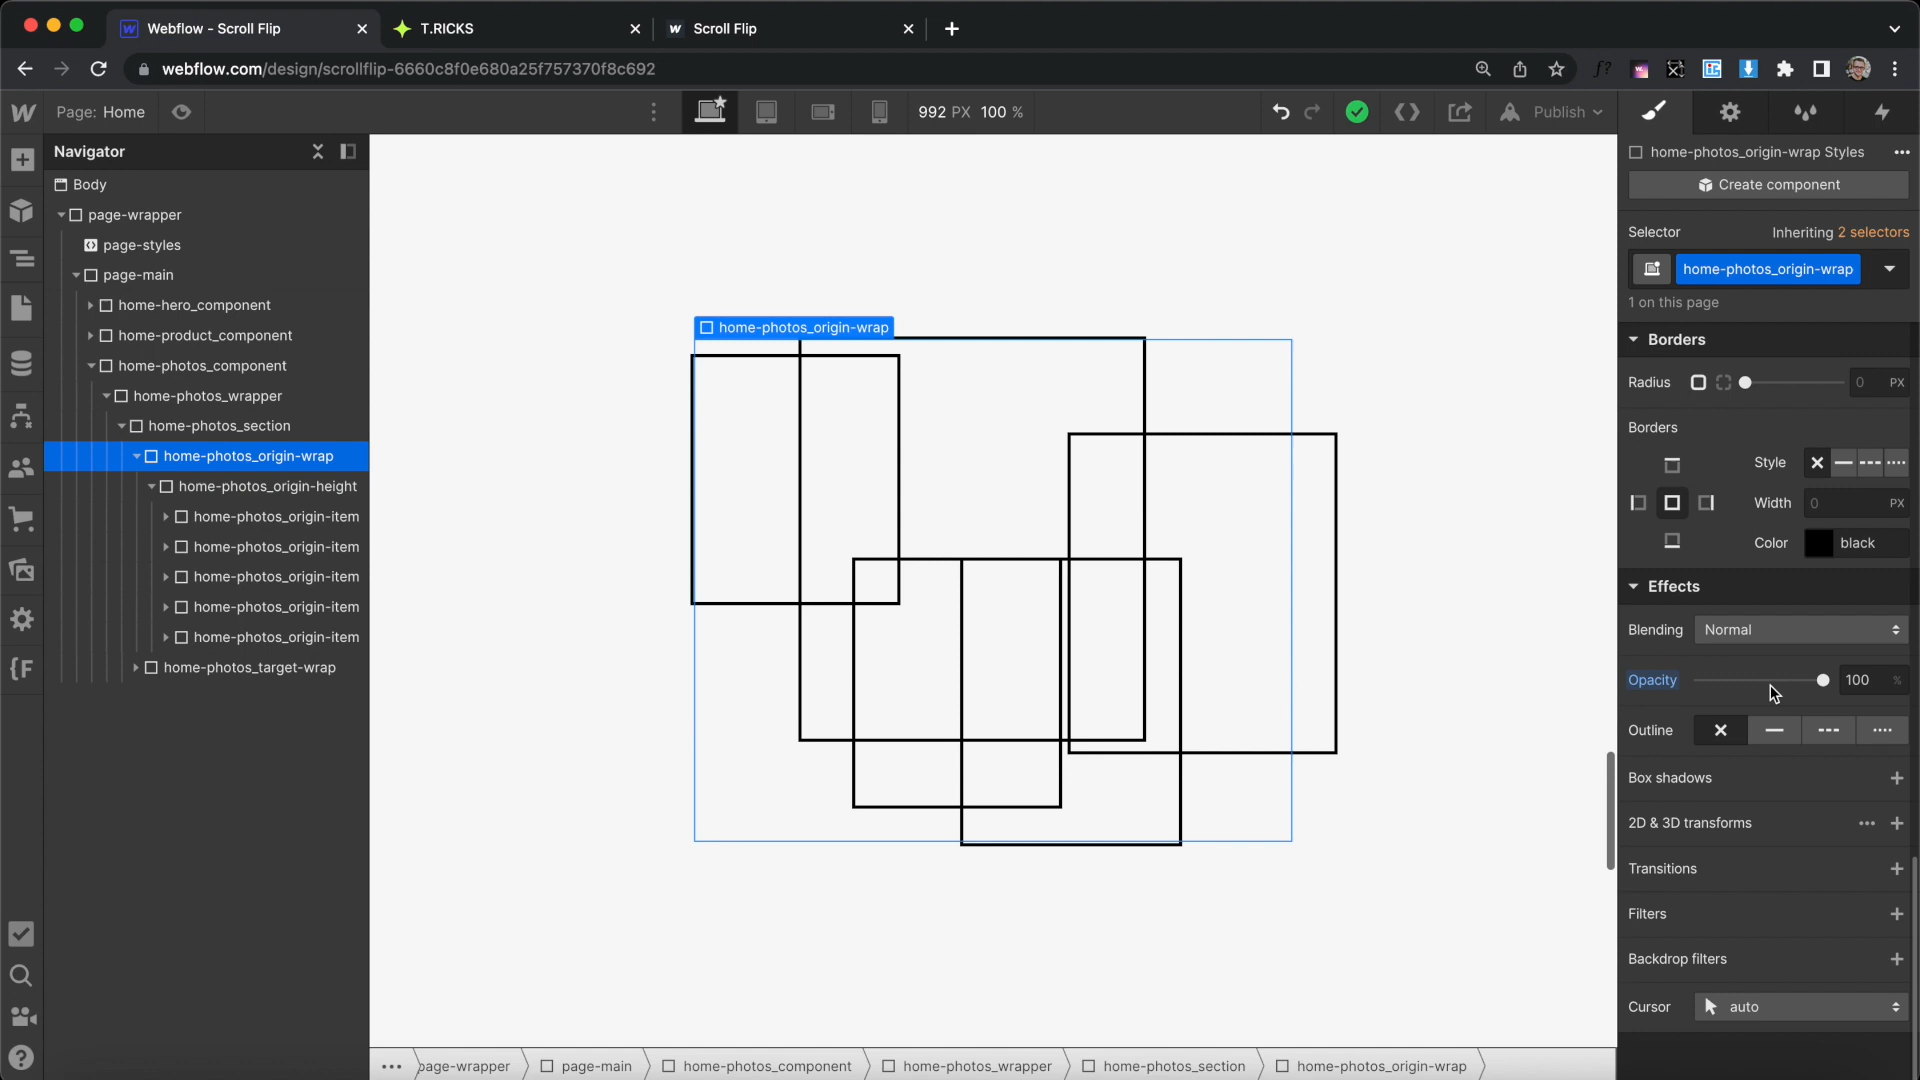 Webflow - Scroll Flip
T.RICKS
Scroll Flip
webflow.com/design/scrollflip-6660c8f0e680a25f757370f8c692
Page: Home
992 PX 100 %
Publish
Navigator
Body
page-wrapper
page-styles
page-main
home-hero_component
home-product_component
home-photos_component
home-photos_wrapper
home-photos_section
home-photos_origin-wrap
home-photos_origin-height
home-photos_origin-item
home-photos_origin-item
home-photos_origin-item
home-photos_origin-item
home-photos_origin-item
home-photos_target-wrap
home-photos_origin-wrap
home-photos_origin-wrap Styles
Create component
Selector
Inheriting 2 selectors
home-photos_origin-wrap
1 on this page
Borders
Radius
0 PX
Borders
Style
Width
0 PX
Color
black
Effects
Blending
Normal
Opacity
100 %
Outline
Box shadows
2D & 3D transforms
Transitions
Filters
Backdrop filters
Cursor
auto
page-wrapper
page-main
home-photos_component
home-photos_wrapper
home-photos_section
home-photos_origin-wrap